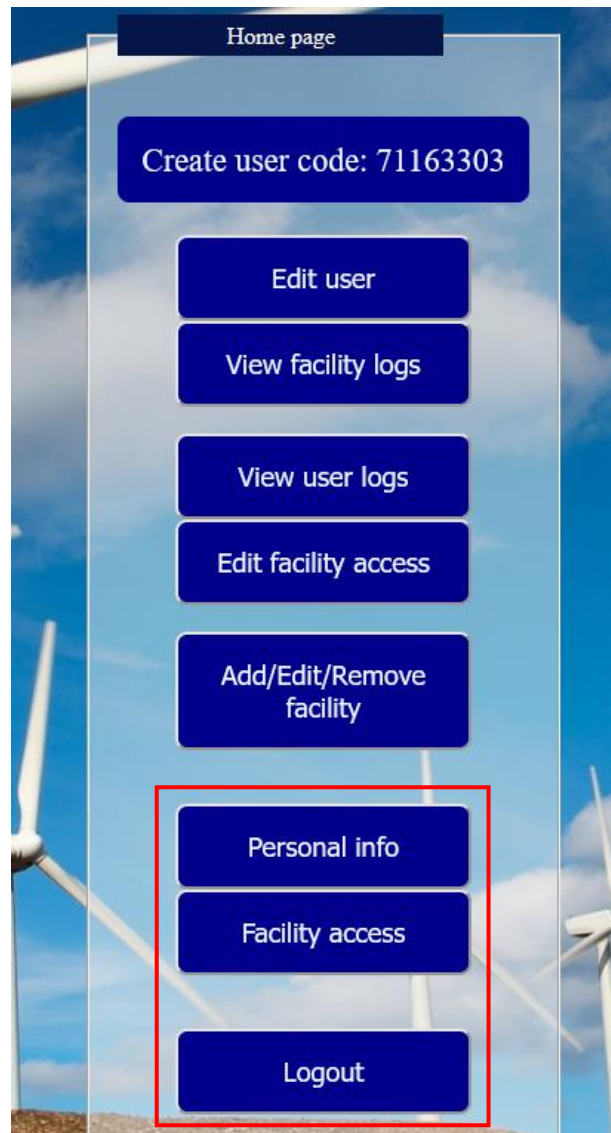 Home page
Create user code: 71163303
Edit user
View facility logs
View user logs
Edit facility access
Add/Edit/Remove
facility
Personal info
Facility access
Logout